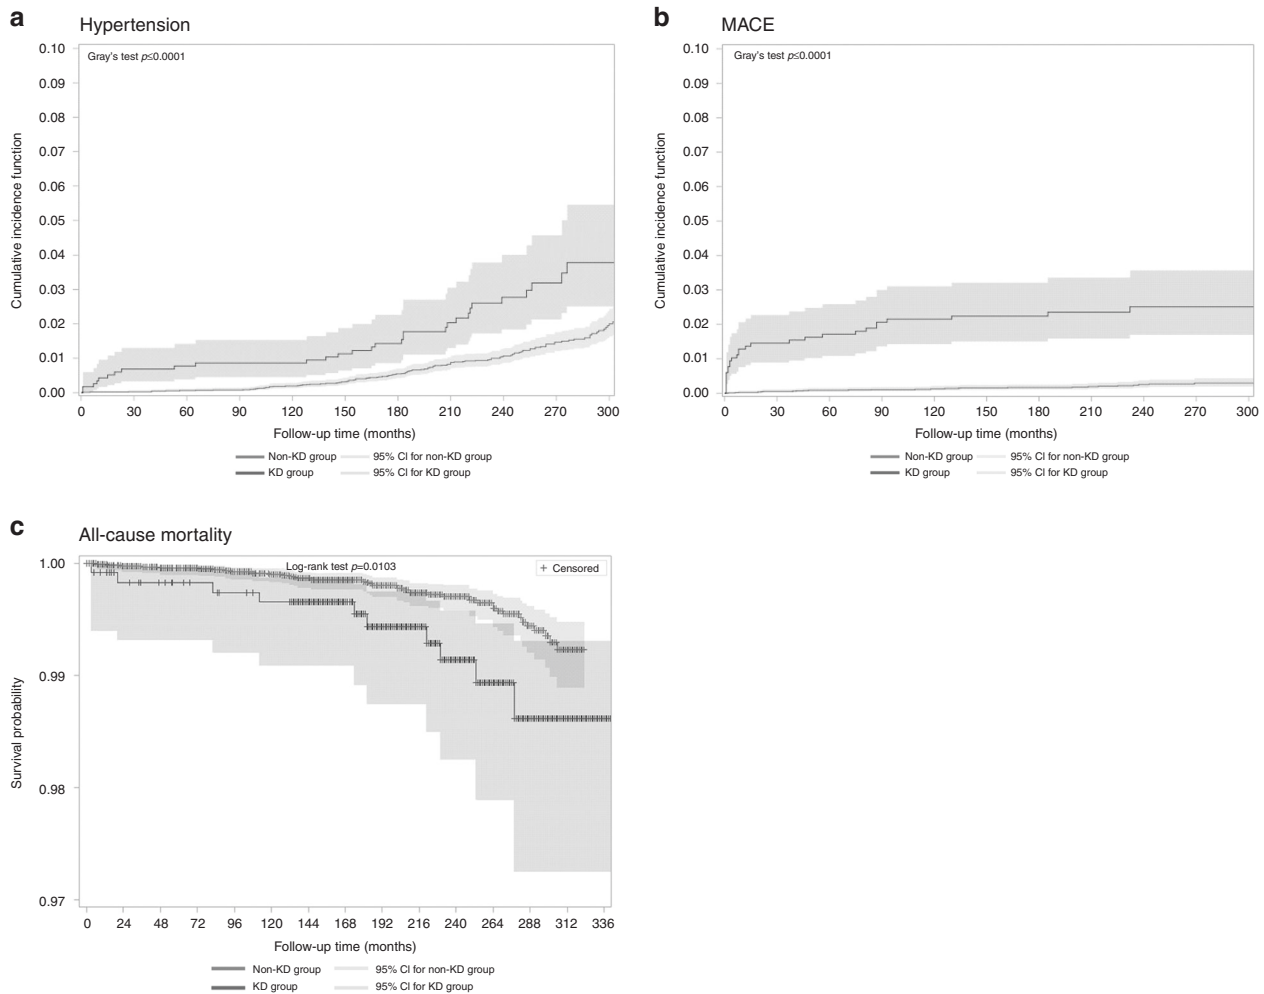 a Hypertension
Gray's test p≤0.0001
Cumulative incidence function
0.10
0.09
0.08
0.07
0.06
0.05
0.04
0.03
0.02
0.01
0.00
0 30 60 90 120 150 180 210 240 270 300
Follow-up time (months)
Non-KD group 95% CI for non-KD group
KD group 95% CI for KD group
b MACE
Gray's test p≤0.0001
Cumulative incidence function
0.10
0.09
0.08
0.07
0.06
0.05
0.04
0.03
0.02
0.01
0.00
0 30 60 90 120 150 180 210 240 270 300
Follow-up time (months)
Non-KD group 95% CI for non-KD group
KD group 95% CI for KD group
c All-cause mortality
Log-rank test p=0.0103
+ Censored
Survival probability
1.00
0.99
0.98
0.97
0 24 48 72 96 120 144 168 192 216 240 264 288 312 336
Follow-up time (months)
Non-KD group 95% CI for non-KD group
KD group 95% CI for KD group